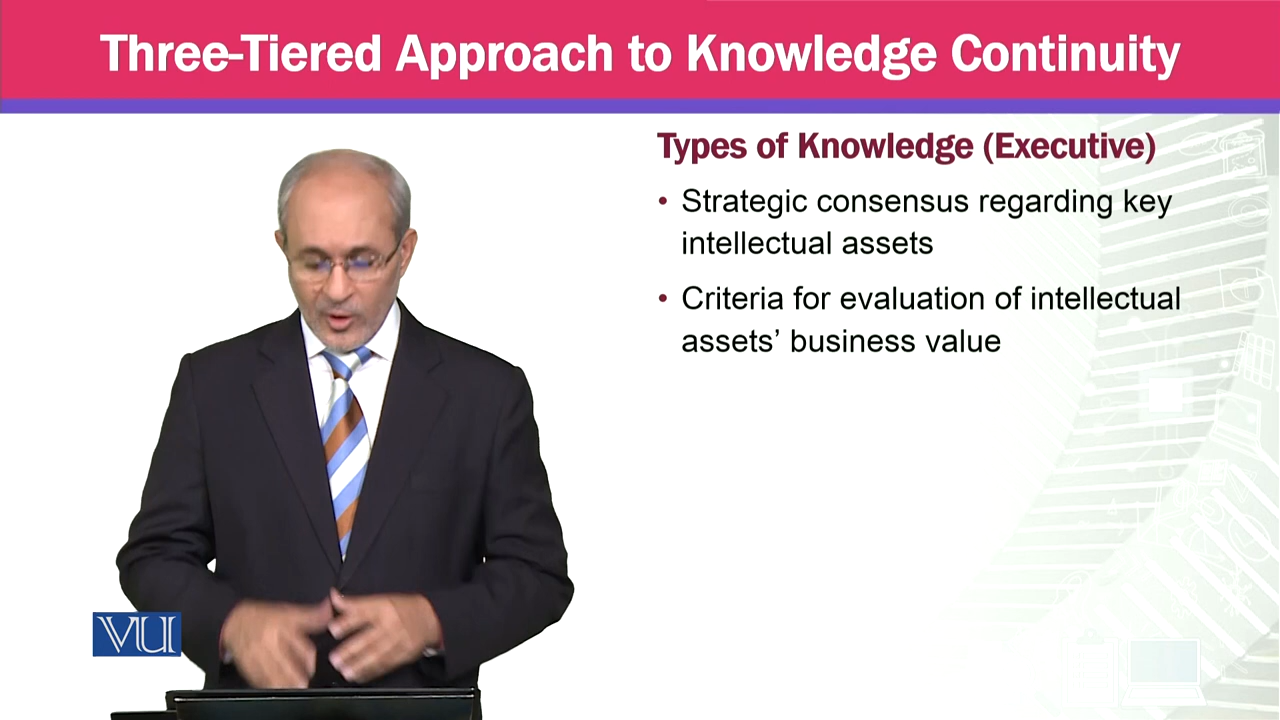 Three-Tiered Approach to Knowledge Continuity
Types of Knowledge (Executive)
• Strategic consensus regarding key
intellectual assets
• Criteria for evaluation of intellectual
assets’ business value
VU